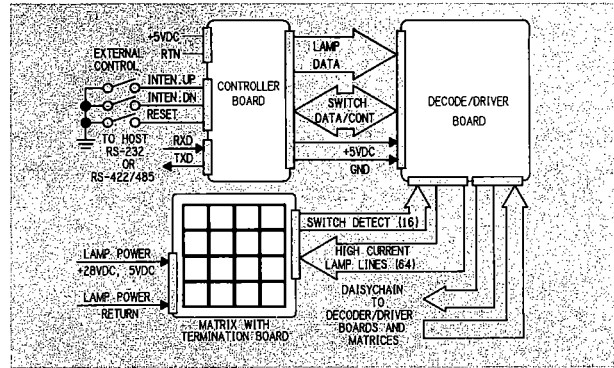 +5VDC
RTN
EXTERNAL
CONTROL
INTEN.UP
INTEN.DN
RESET
TO HOST
RS-232
OR
RS-422/485
RXD
TXD
CONTROLLER
BOARD
LAMP
DATA
SWITCH
DATA/CONT
+5VDC
GND
DECODE/DRIVER
BOARD
SWITCH DETECT (16)
HIGH CURRENT
LAMP LINES (64)
LAMP POWER
+28VDC, 5VDC
LAMP POWER
RETURN
MATRIX WITH
TERMINATION BOARD
DAISYCHAIN
TO
DECODER/DRIVER
BOARDS AND
MATRICES